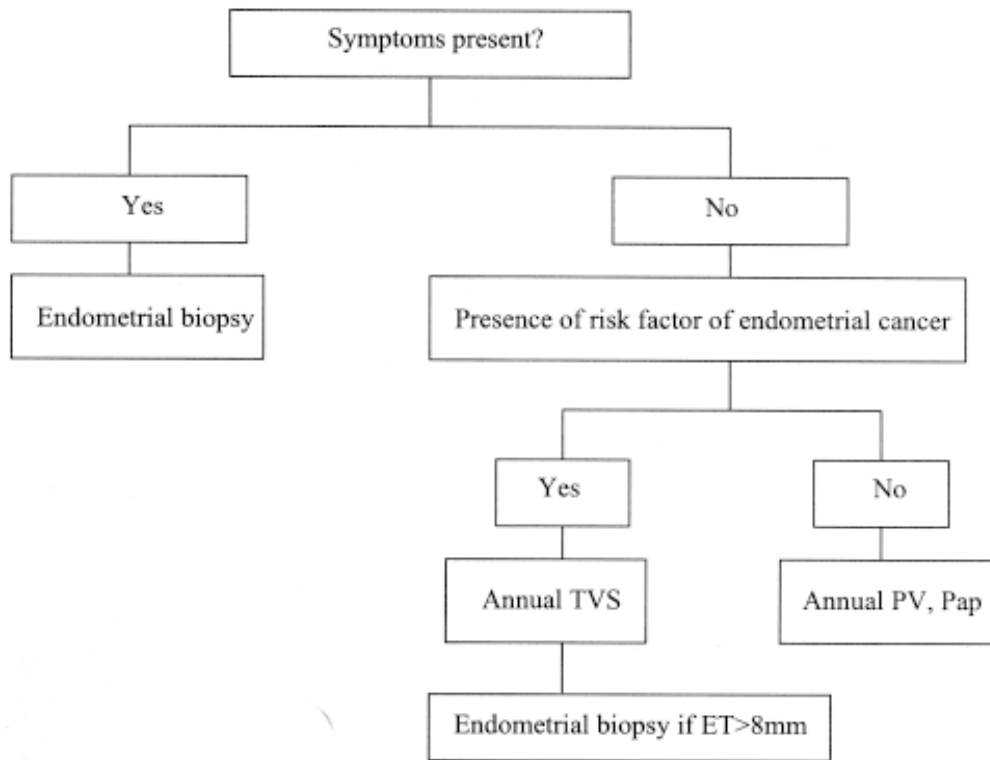 Symptoms present?
Yes
No
Endometrial biopsy
Presence of risk factor of endometrial cancer
Yes
No
Annual TVS
Annual PV, Pap
Endometrial biopsy if ET>8mm